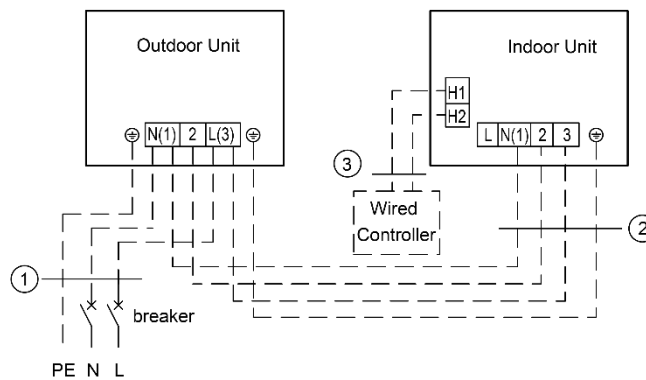 Outdoor Unit
Indoor Unit
H1
H2
N(1) 2 L(3)
L N(1) 2 3
3
Wired
Controller
2
1
breaker
PE N L